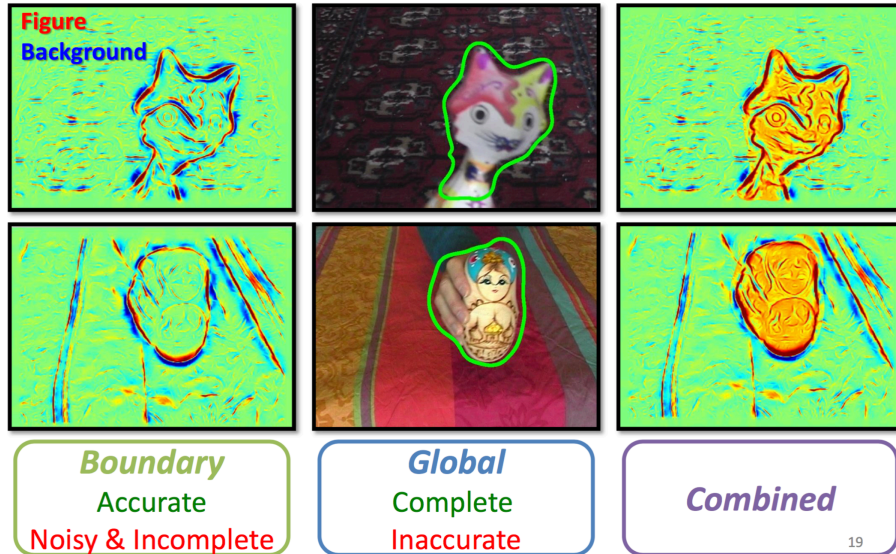 Figure
Background
Boundary
Accurate
Noisy & Incomplete
Global
Complete
Inaccurate
Combined
19